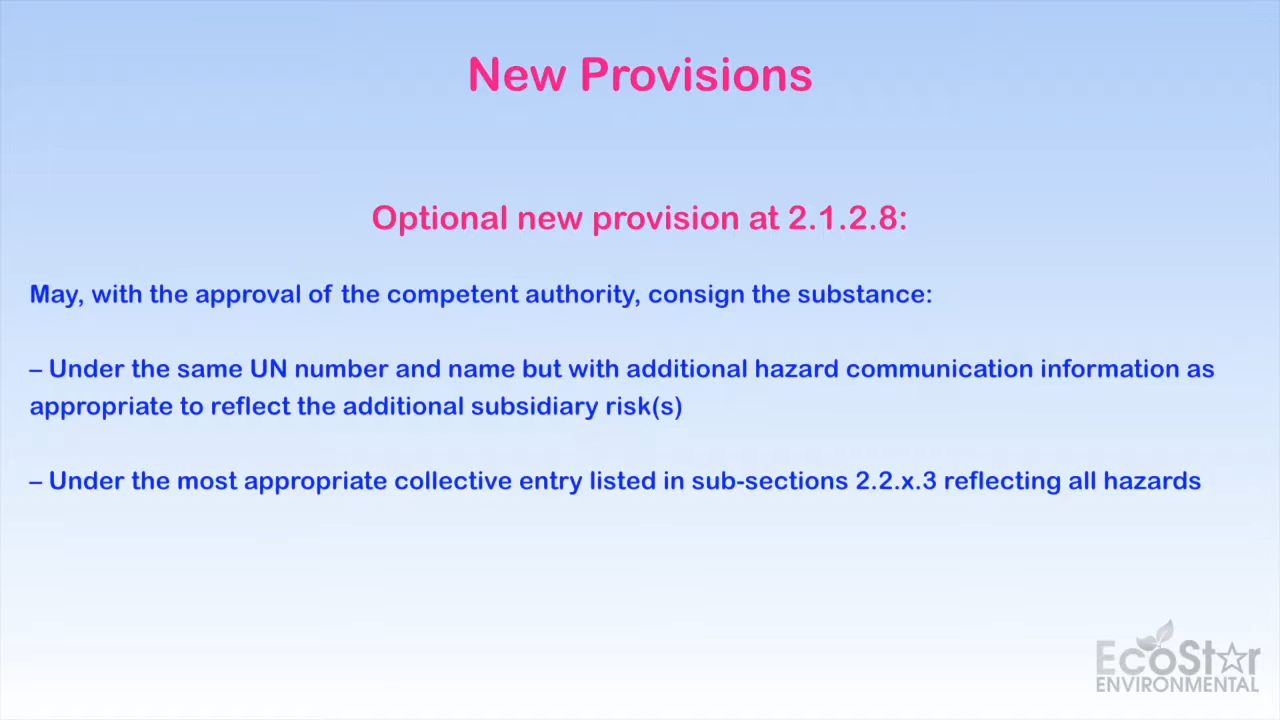 New Provisions
Optional new provision at 2.1.2.8:
May, with the approval of the competent authority, consign the substance:
– Under the same UN number and name but with additional hazard communication information as
appropriate to reflect the additional subsidiary risk(s)
– Under the most appropriate collective entry listed in sub-sections 2.2.x.3 reflecting all hazards
EcoStar
ENVIRONMENTAL